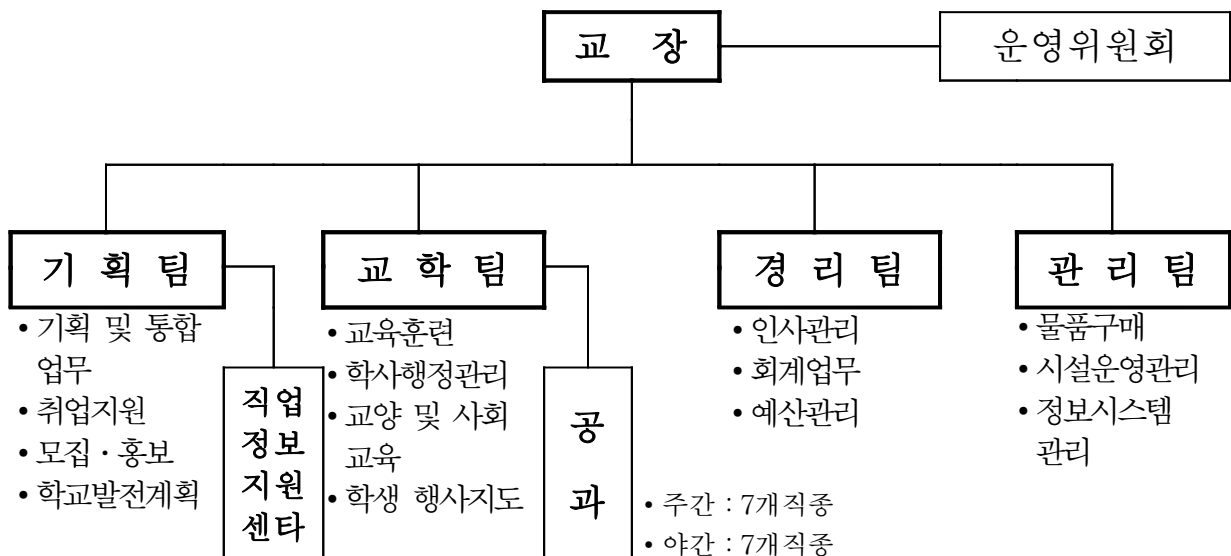 교 장
운영위원회
기 획 팀
• 기획 및 통합
업무
• 취업지원
• 모집 · 홍보
• 학교발전계획
직업
정보
지원
센타
교 학 팀
• 교육훈련
• 학사행정관리
• 교양 및 사회
교육
• 학생 행사지도
공
과
• 주간 : 7개직종
• 야간 : 7개직종
경 리 팀
• 인사관리
• 회계업무
• 예산관리
관 리 팀
• 물품구매
• 시설운영관리
• 정보시스템
관리